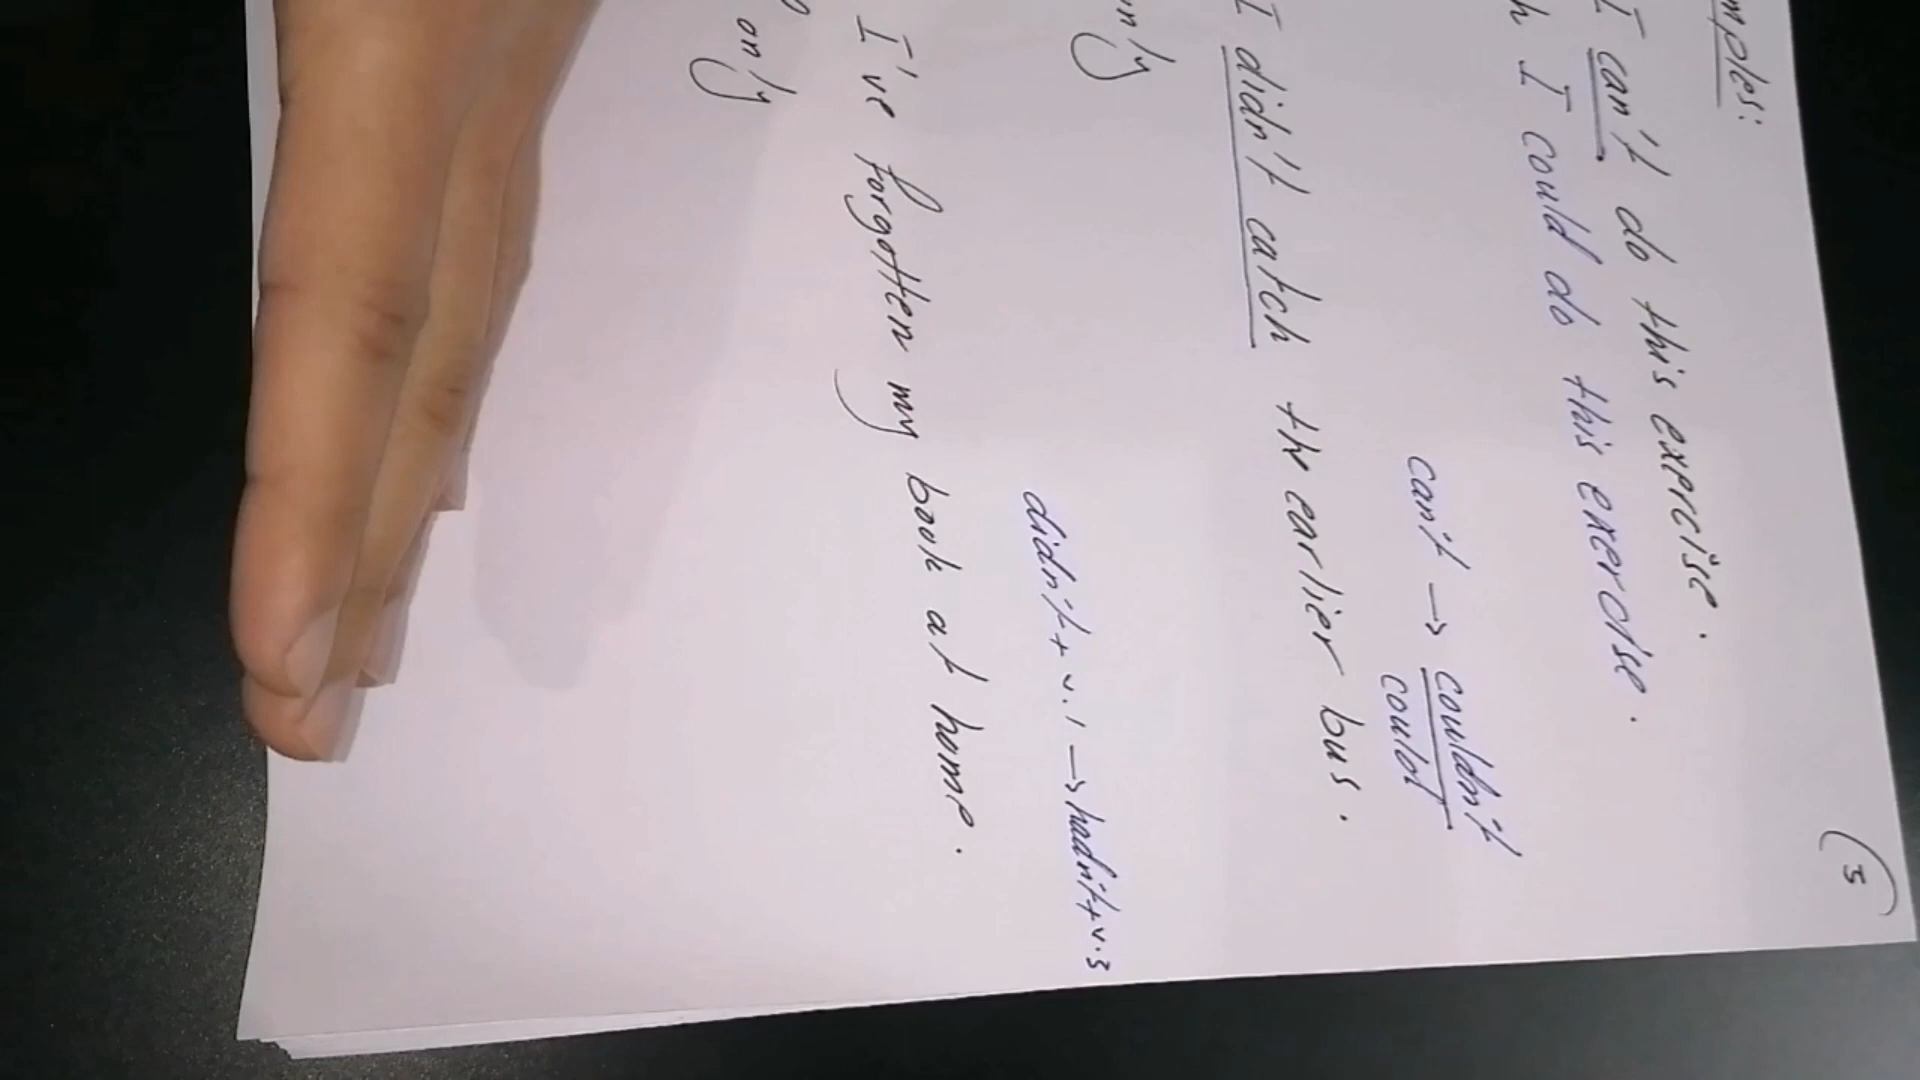 (3)
mples:
I can't do this exercise.
h I could do this exercise.
can't → couldn't
could
I didn't catch the earlier bus.
only
didn't + v.1 → hadn't + v.3
I've forgotten my book at home.
only